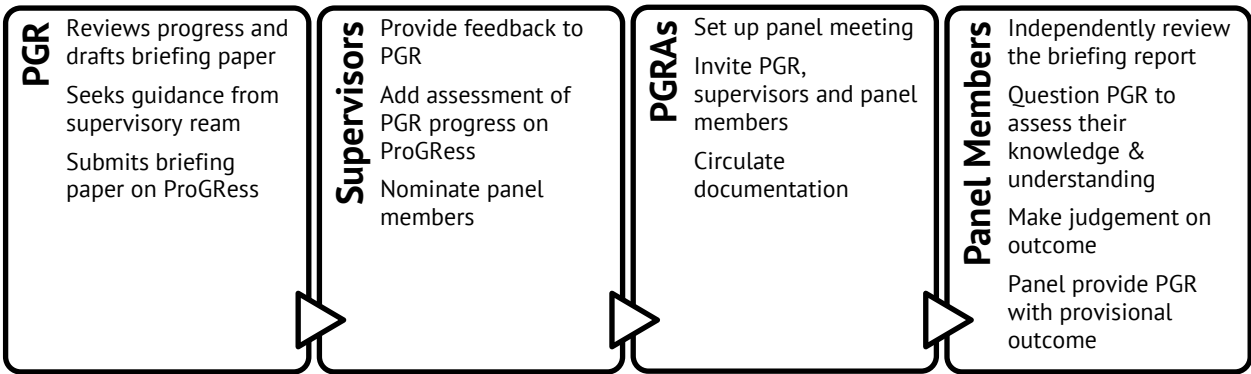 PGR
Reviews progress and
drafts briefing paper
Seeks guidance from
supervisory ream
Submits briefing
paper on ProGRess
Supervisors
Provide feedback to
PGR
Add assessment of
PGR progress on
ProGRess
Nominate panel
members
PGRAs
Set up panel meeting
Invite PGR,
supervisors and panel
members
Circulate
documentation
Panel Members
Independently review
the briefing report
Question PGR to
assess their
knowledge &
understanding
Make judgement on
outcome
Panel provide PGR
with provisional
outcome